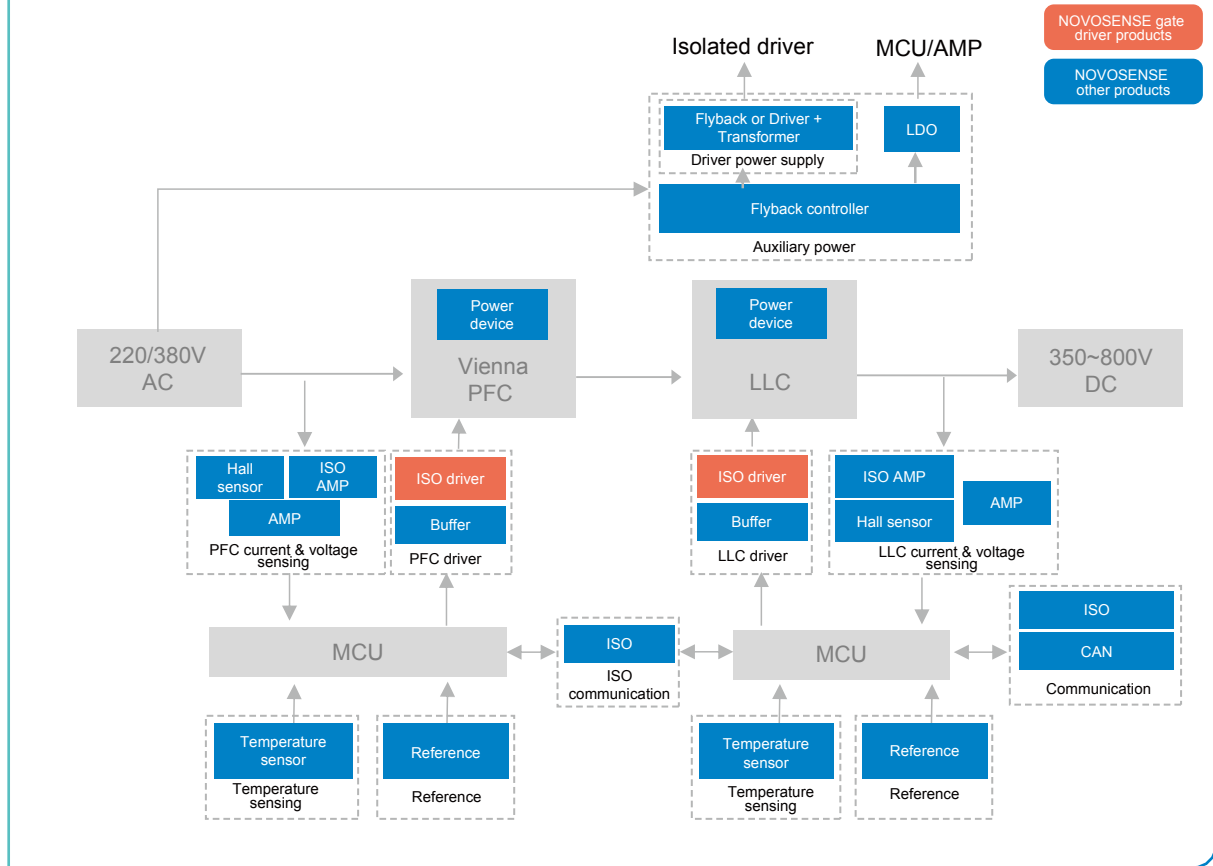 NOVOSENSE gate
driver products
NOVOSENSE
other products
Isolated driver
MCU/AMP
Flyback or Driver +
Transformer
Driver power supply
LDO
Flyback controller
Auxiliary power
220/380V
AC
Power
device
Vienna
PFC
Power
device
LLC
350~800V
DC
Hall
sensor
ISO
AMP
AMP
PFC current & voltage
sensing
ISO driver
Buffer
PFC driver
ISO driver
Buffer
LLC driver
ISO AMP
Hall sensor
AMP
LLC current & voltage
sensing
MCU
ISO
ISO
communication
MCU
ISO
CAN
Communication
Temperature
sensor
Temperature
sensing
Reference
Reference
Temperature
sensor
Temperature
sensing
Reference
Reference